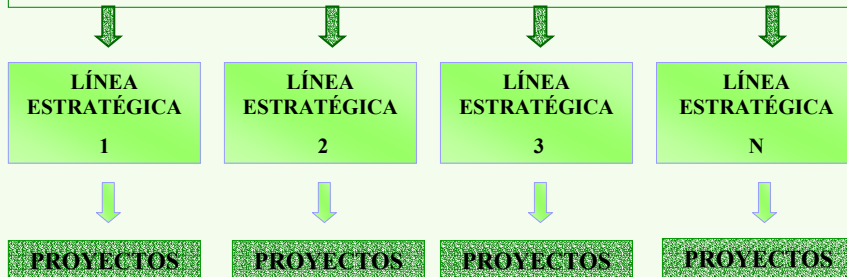 LÍNEA
ESTRATÉGICA
1
LÍNEA
ESTRATÉGICA
2
LÍNEA
ESTRATÉGICA
3
LÍNEA
ESTRATÉGICA
N
PROYECTOS
PROYECTOS
PROYECTOS
PROYECTOS